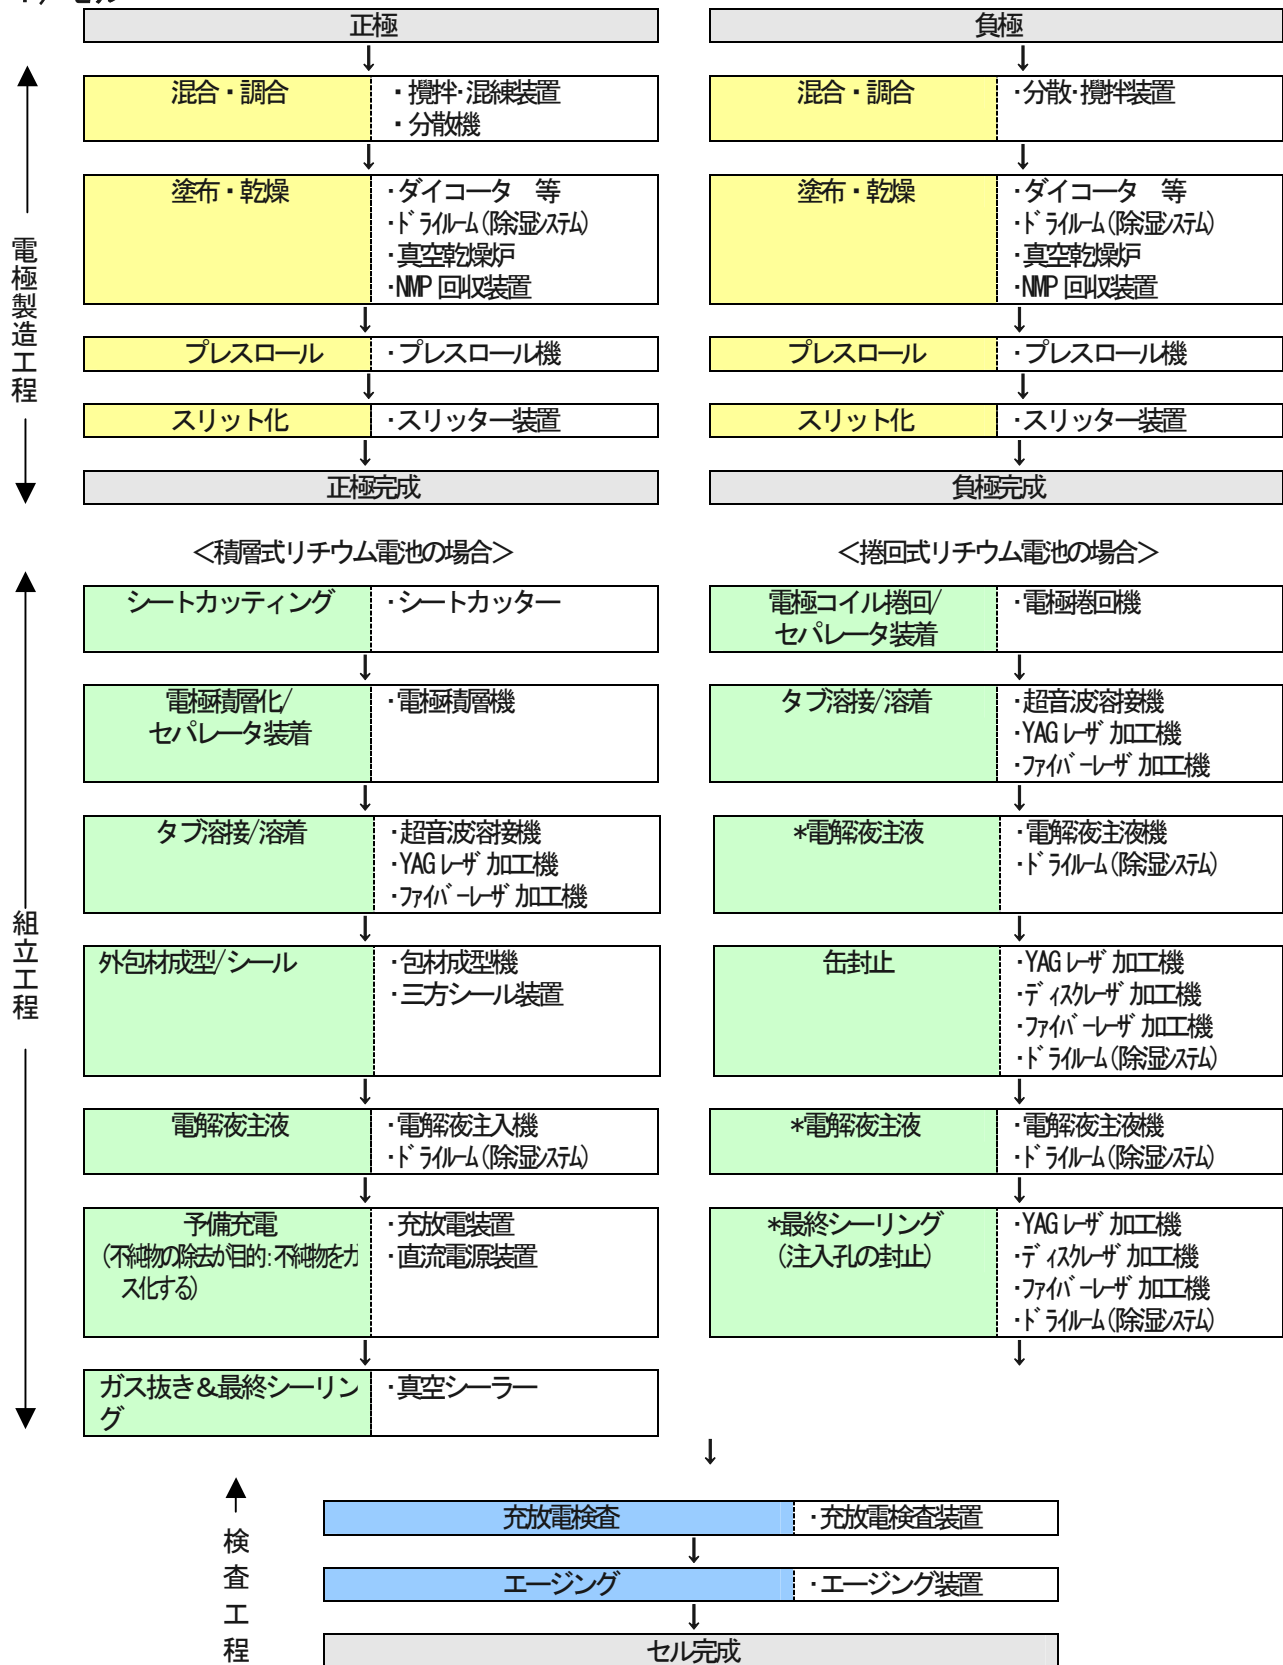 正極
混合・調合
・攪拌・混練装置
・分散機
塗布・乾燥
・ダイコータ 等
・ドライルーム(除湿システム)
・真空乾燥炉
・NMP 回収装置
プレスロール
・プレスロール機
スリット化
・スリッター装置
正極完成
負極
混合・調合
・分散・攪拌装置
塗布・乾燥
・ダイコータ 等
・ドライルーム(除湿システム)
・真空乾燥炉
・NMP 回収装置
プレスロール
・プレスロール機
スリット化
・スリッター装置
負極完成
電極製造工程
<積層式リチウム電池の場合>
シートカッティング
・シートカッター
電極積層化/
セパレータ装着
・電極積層機
タブ溶接/溶着
・超音波溶接機
・YAGレーザ加工機
・ファイバーレーザ加工機
外包材成型/シール
・包材成型機
・三方シール装置
電解液主液
・電解液注入機
・ドライルーム(除湿システム)
予備充電
(不純物の除去が目的:不純物をガ
ス化する)
・充放電装置
・直流電源装置
ガス抜き&最終シーリン
グ
・真空シーラー
<捲回式リチウム電池の場合>
電極コイル捲回/
セパレータ装着
・電極捲回機
タブ溶接/溶着
・超音波溶接機
・YAGレーザ加工機
・ファイバーレーザ加工機
*電解液主液
・電解液主液機
・ドライルーム(除湿システム)
缶封止
・YAGレーザ加工機
・ディスクレーザ加工機
・ファイバーレーザ加工機
・ドライルーム(除湿システム)
*電解液主液
・電解液主液機
・ドライルーム(除湿システム)
*最終シーリング
(注入孔の封止)
・YAGレーザ加工機
・ディスクレーザ加工機
・ファイバーレーザ加工機
・ドライルーム(除湿システム)
組立工程
検査工程
充放電検査
・充放電検査装置
エージング
・エージング装置
セル完成